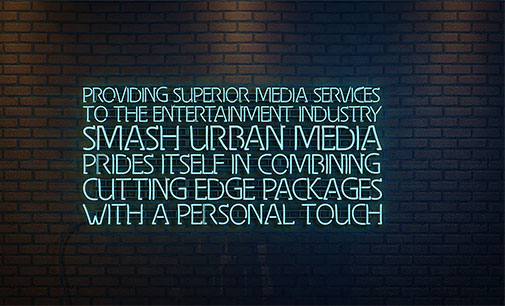 PROVIDING SUPERIOR MEDIA SERVICES
TO THE ENTERTAINMENT INDUSTRY
SMASH URBAN MEDIA
PRIDES ITSELF IN COMBINING
CUTTING EDGE PACKAGES
WITH A PERSONAL TOUCH